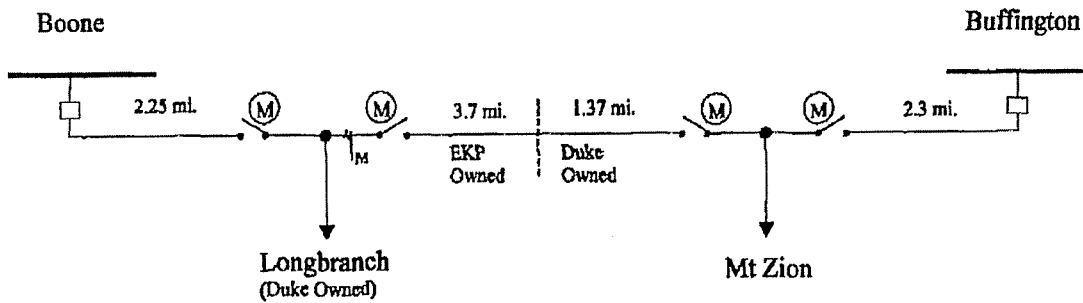 Boone
Buffington
2.25 mi.
M
M
3.7 mi.
1.37 mi.
M
M
2.3 mi.
M
EKP
Owned
Duke
Owned
Longbranch
(Duke Owned)
Mt Zion